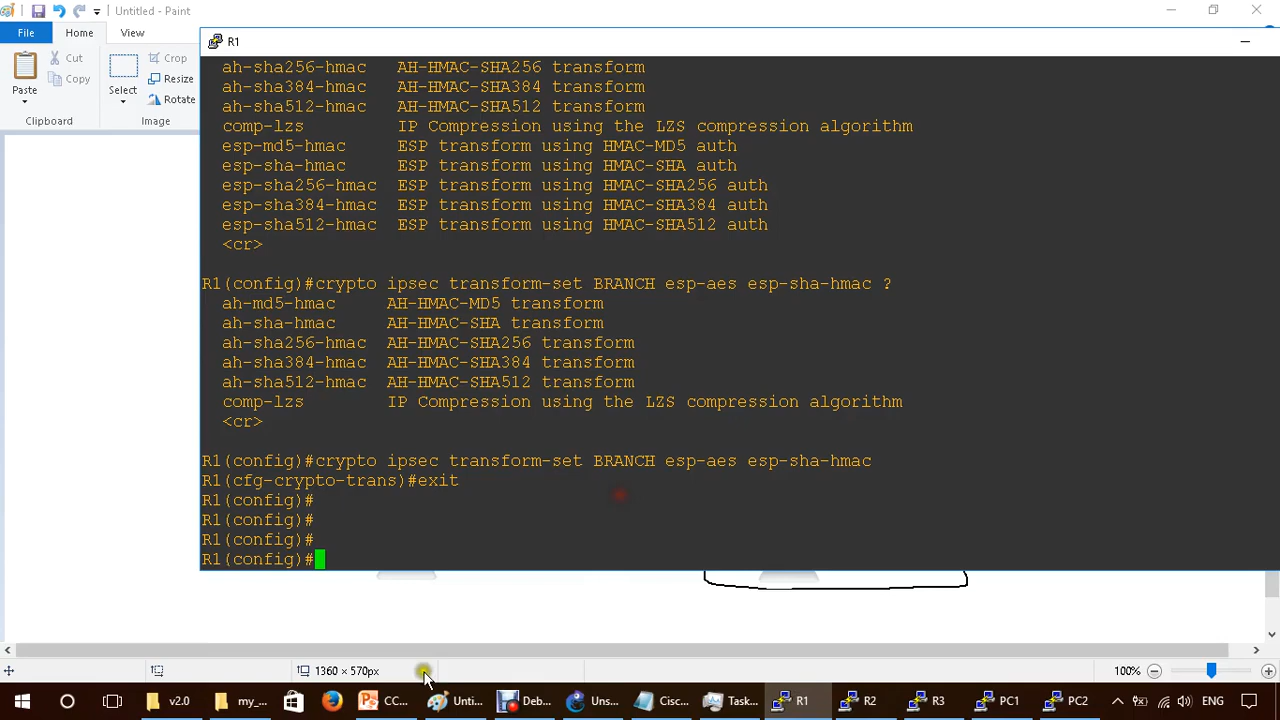 Untitled - Paint
File Home View
Paste
Cut
Copy
Clipboard
Select
Crop
Resize
Rotate
Image
R1
ah-sha256-hmac AH-HMAC-SHA256 transform
ah-sha384-hmac AH-HMAC-SHA384 transform
ah-sha512-hmac AH-HMAC-SHA512 transform
comp-lzs IP Compression using the LZS compression algorithm
esp-md5-hmac ESP transform using HMAC-MD5 auth
esp-sha-hmac ESP transform using HMAC-SHA auth
esp-sha256-hmac ESP transform using HMAC-SHA256 auth
esp-sha384-hmac ESP transform using HMAC-SHA384 auth
esp-sha512-hmac ESP transform using HMAC-SHA512 auth
<cr>
R1(config)#crypto ipsec transform-set BRANCH esp-aes esp-sha-hmac ?
ah-md5-hmac AH-HMAC-MD5 transform
ah-sha-hmac AH-HMAC-SHA transform
ah-sha256-hmac AH-HMAC-SHA256 transform
ah-sha384-hmac AH-HMAC-SHA384 transform
ah-sha512-hmac AH-HMAC-SHA512 transform
comp-lzs IP Compression using the LZS compression algorithm
<cr>
R1(config)#crypto ipsec transform-set BRANCH esp-aes esp-sha-hmac
R1(cfg-crypto-trans)#exit
R1(config)#
R1(config)#
R1(config)#
R1(config)#
1360 × 570px 100%
v2.0 my_... CC... Unti... Deb... Uns... Cisc... Task... R1 R2 R3 PC1 PC2 ENG